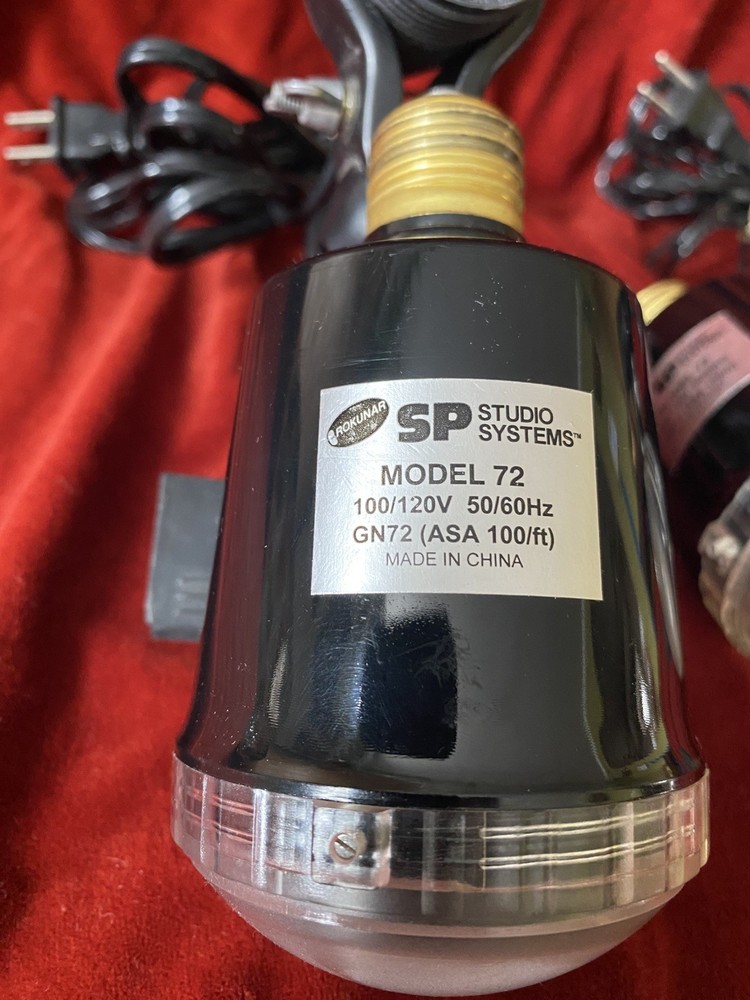 ROKUNAR
SP STUDIO
SYSTEMS™
MODEL 72
100/120V 50/60Hz
GN72 (ASA 100/ft)
MADE IN CHINA